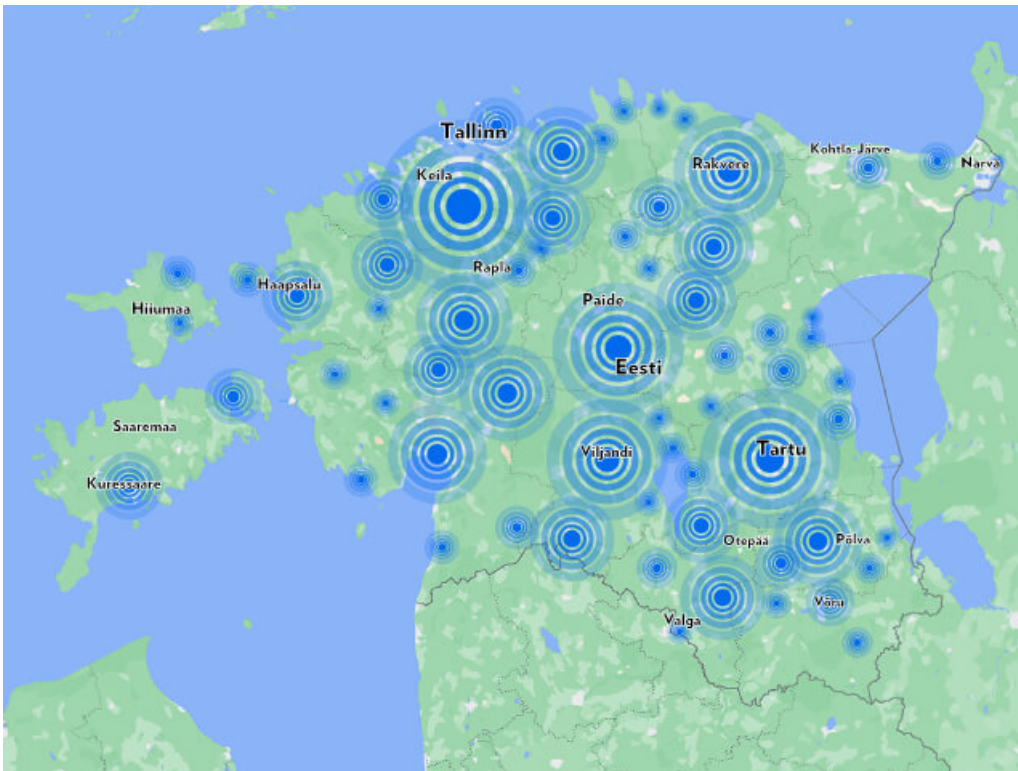 Tallinn
Kohtla-Järve
Rakvere
Narva
Keila
Rapla
Haapsalu
Paide
Hiiumaa
Eesti
Saaremaa
Tartu
Viljandi
Kuressaare
Otepää
Põlva
Võru
Valga